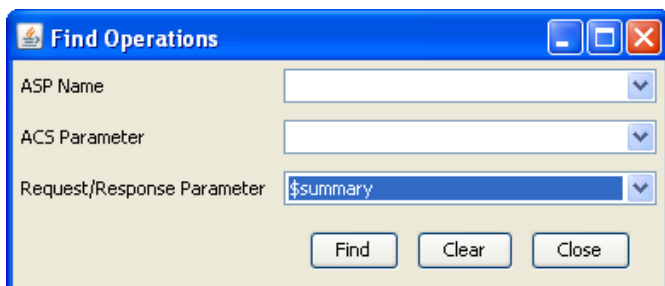 Find Operations
ASP Name
ACS Parameter
Request/Response Parameter $summary
Find Clear Close